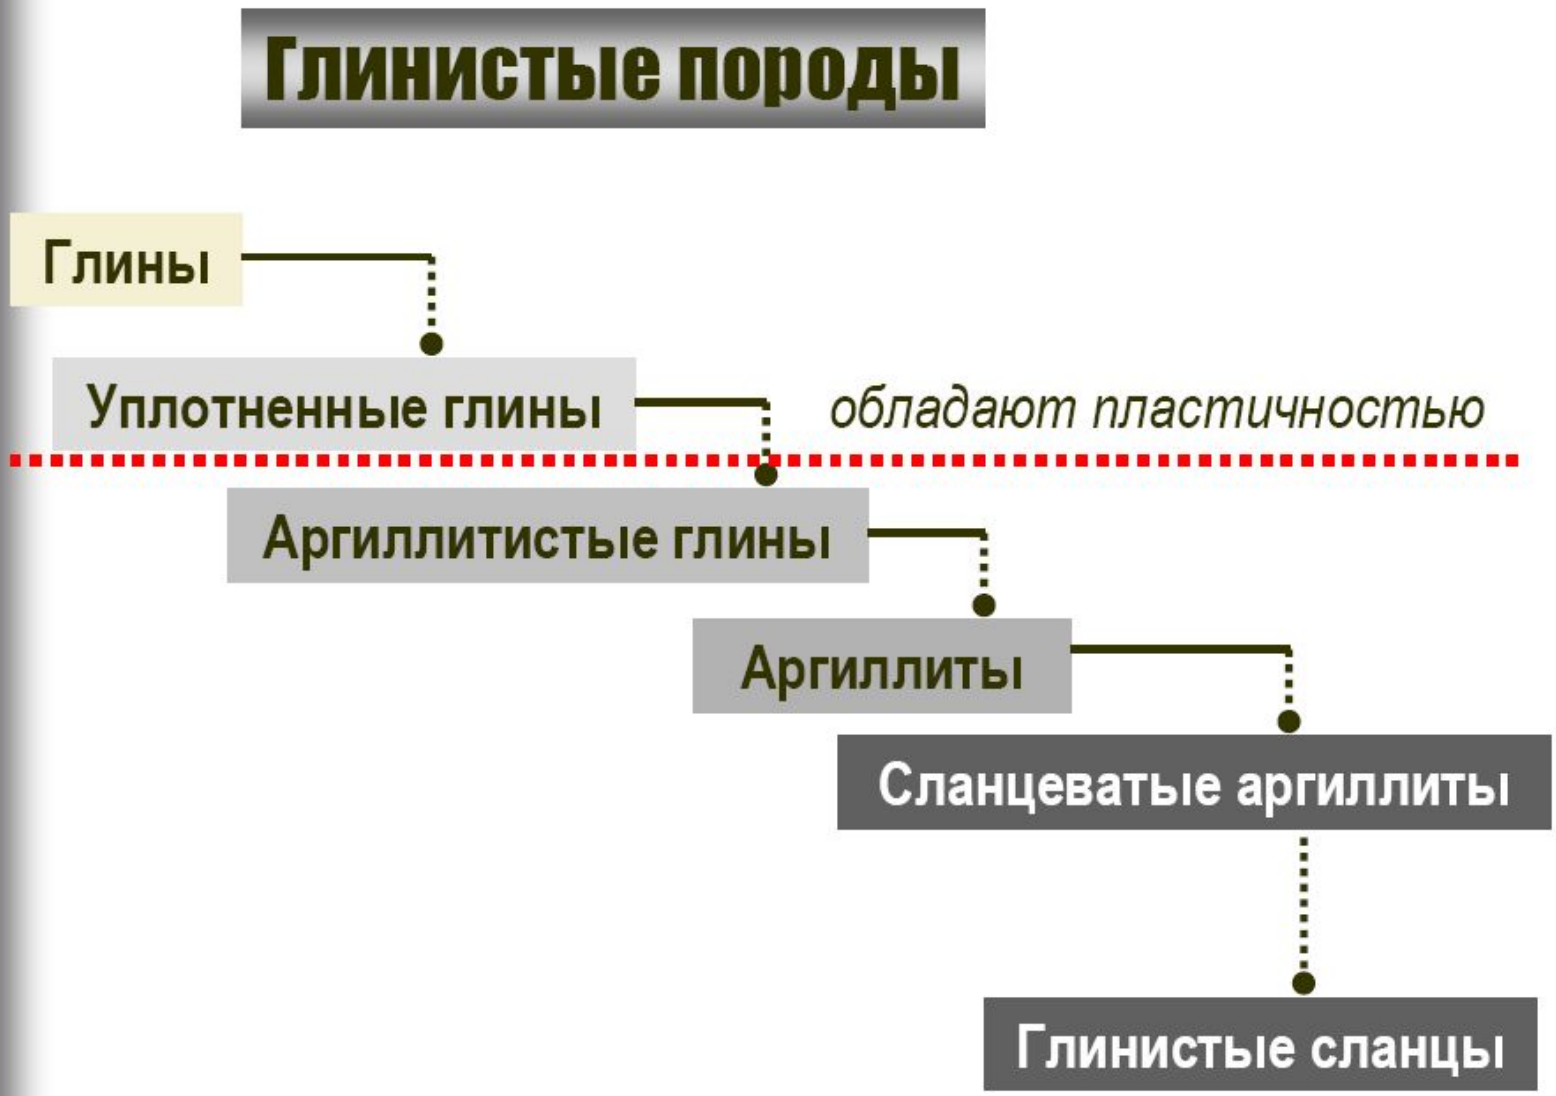 Глинистые породы
Глины
Уплотненные глины
обладают пластичностью
Аргиллитистые глины
Аргиллиты
Сланцеватые аргиллиты
Глинистые сланцы